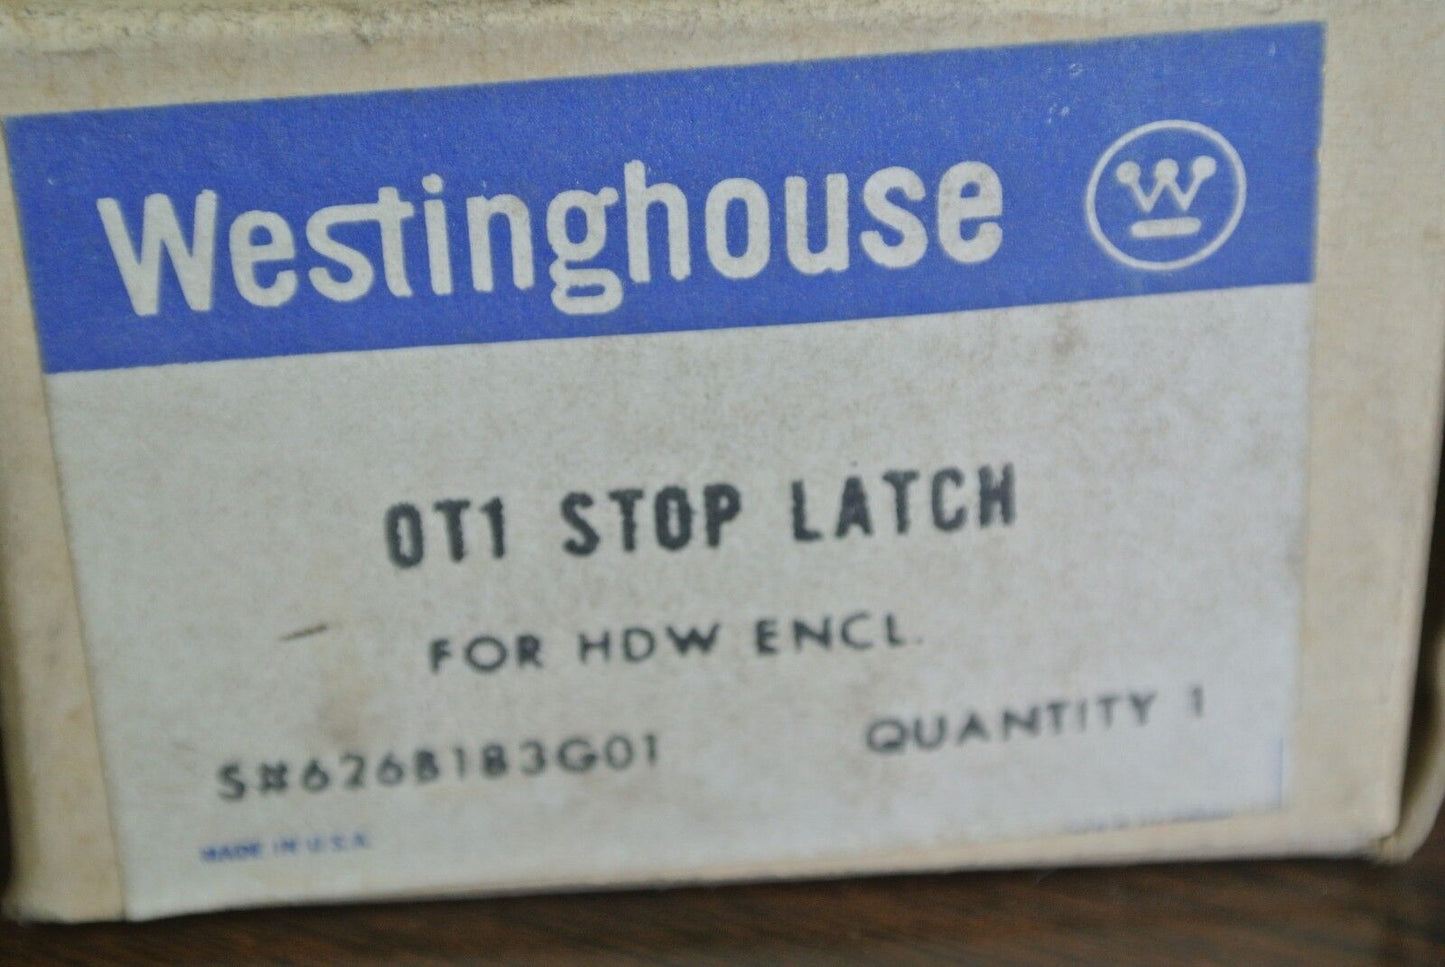 Westinghouse
W
OT1 STOP LATCH
FOR HDW ENCL.
S#626B183G01 QUANTITY 1
MADE IN U.S.A.